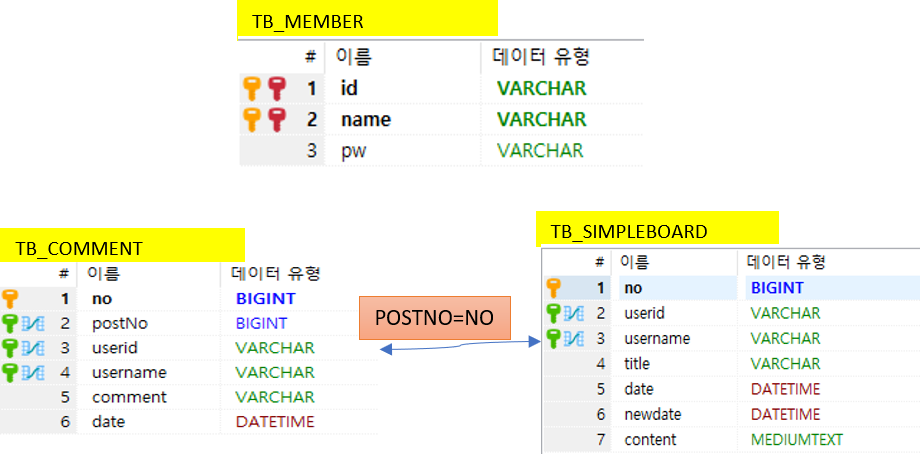 TB_MEMBER
# 이름 데이터 유형
1 id VARCHAR
2 name VARCHAR
3 pw VARCHAR
TB_COMMENT
# 이름 데이터 유형
1 no BIGINT
2 postNo BIGINT
3 userid VARCHAR
4 username VARCHAR
5 comment VARCHAR
6 date DATETIME
POSTNO=NO
TB_SIMPLEBOARD
# 이름 데이터 유형
1 no BIGINT
2 userid VARCHAR
3 username VARCHAR
4 title VARCHAR
5 date DATETIME
6 newdate DATETIME
7 content MEDIUMTEXT